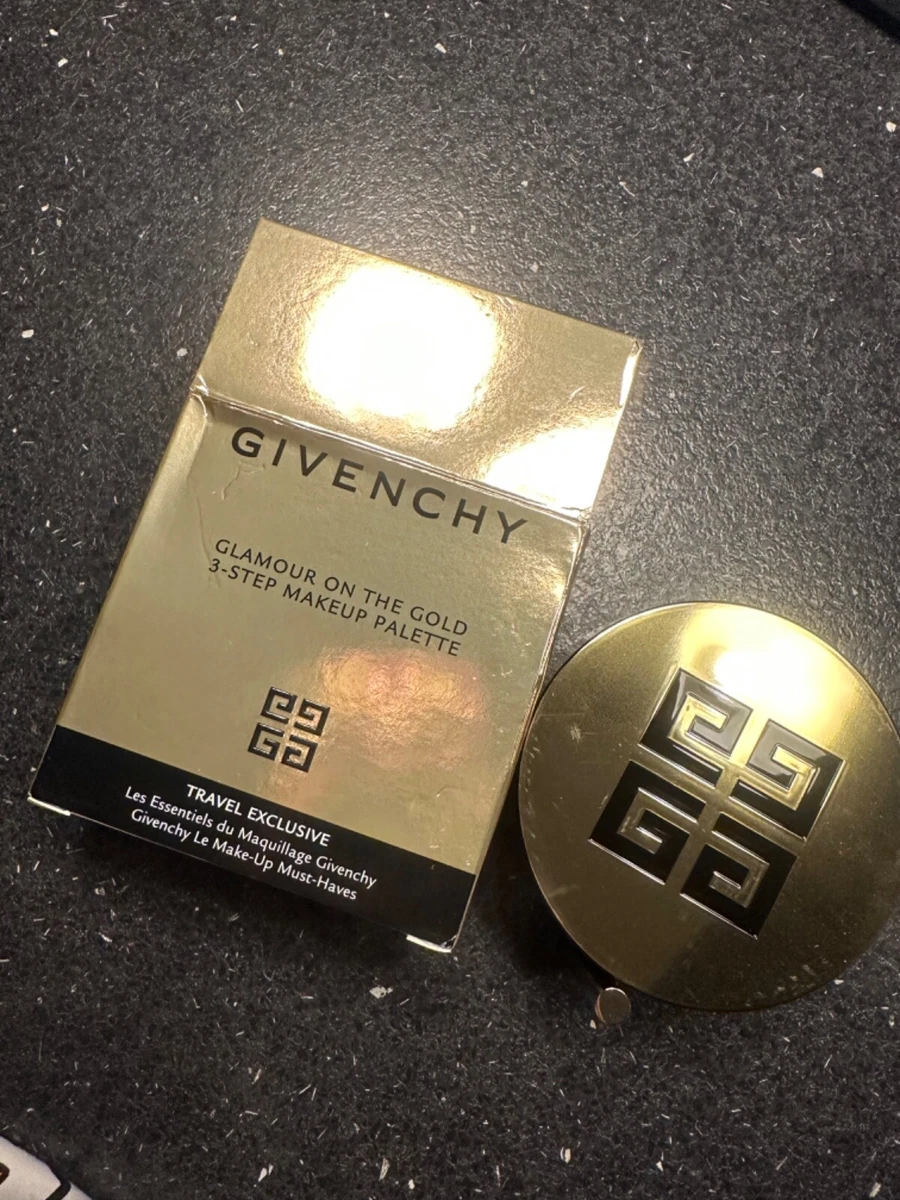 GIVENCHY
GLAMOUR ON THE GOLD
3-STEP MAKEUP PALETTE
TRAVEL EXCLUSIVE
Les Essentiels du Maquillage Givenchy
Givenchy Le Make-Up Must-Haves